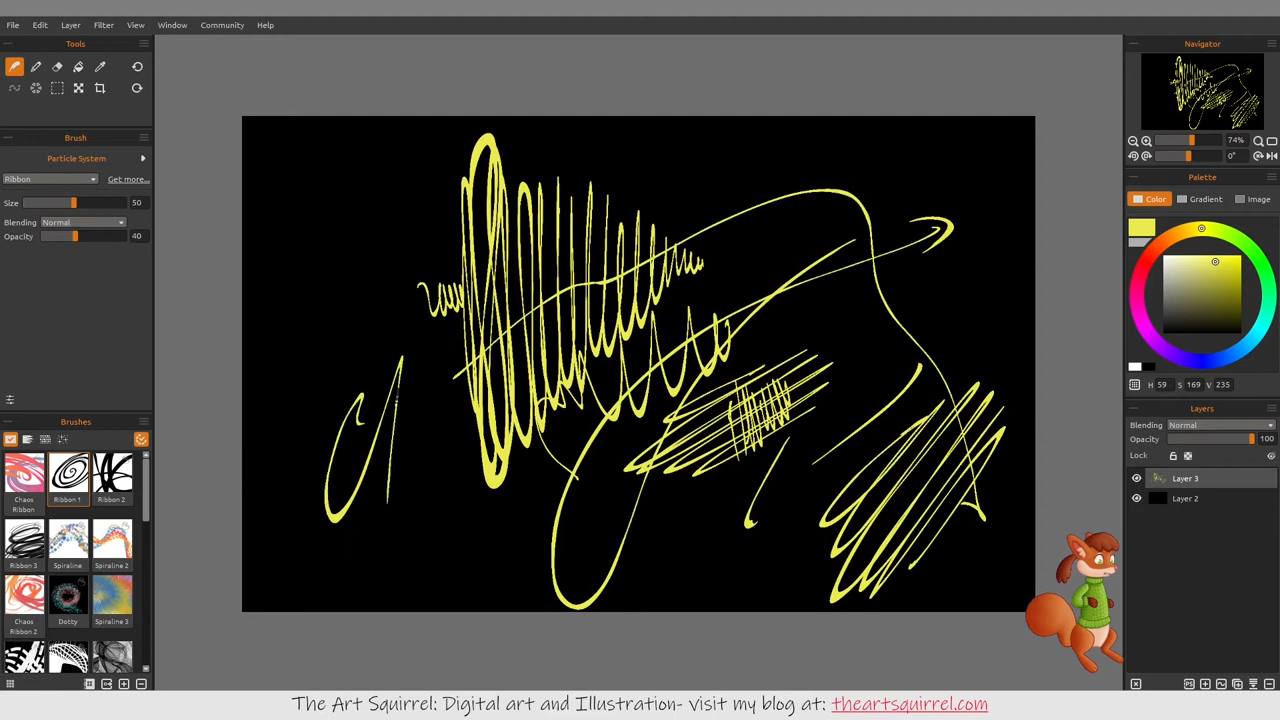 File Edit Layer Filter View Window Community Help
Tools
Brush
Particle System
Ribbon Get more...
Size 50
Blending Normal
Opacity 40
Brushes
Chaos Ribbon Ribbon 1 Ribbon 2
Ribbon 3 Spiraline Spiraline 2
Chaos Ribbon 2 Dotty Spiraline 3
Navigator
74%
0°
Palette
Color Gradient Image
H 59 S 169 V 235
Layers
Blending Normal
Opacity 100
Lock
Layer 3
Layer 2
PS
The Art Squirrel: Digital art and Illustration- visit my blog at: theartsquirrel.com